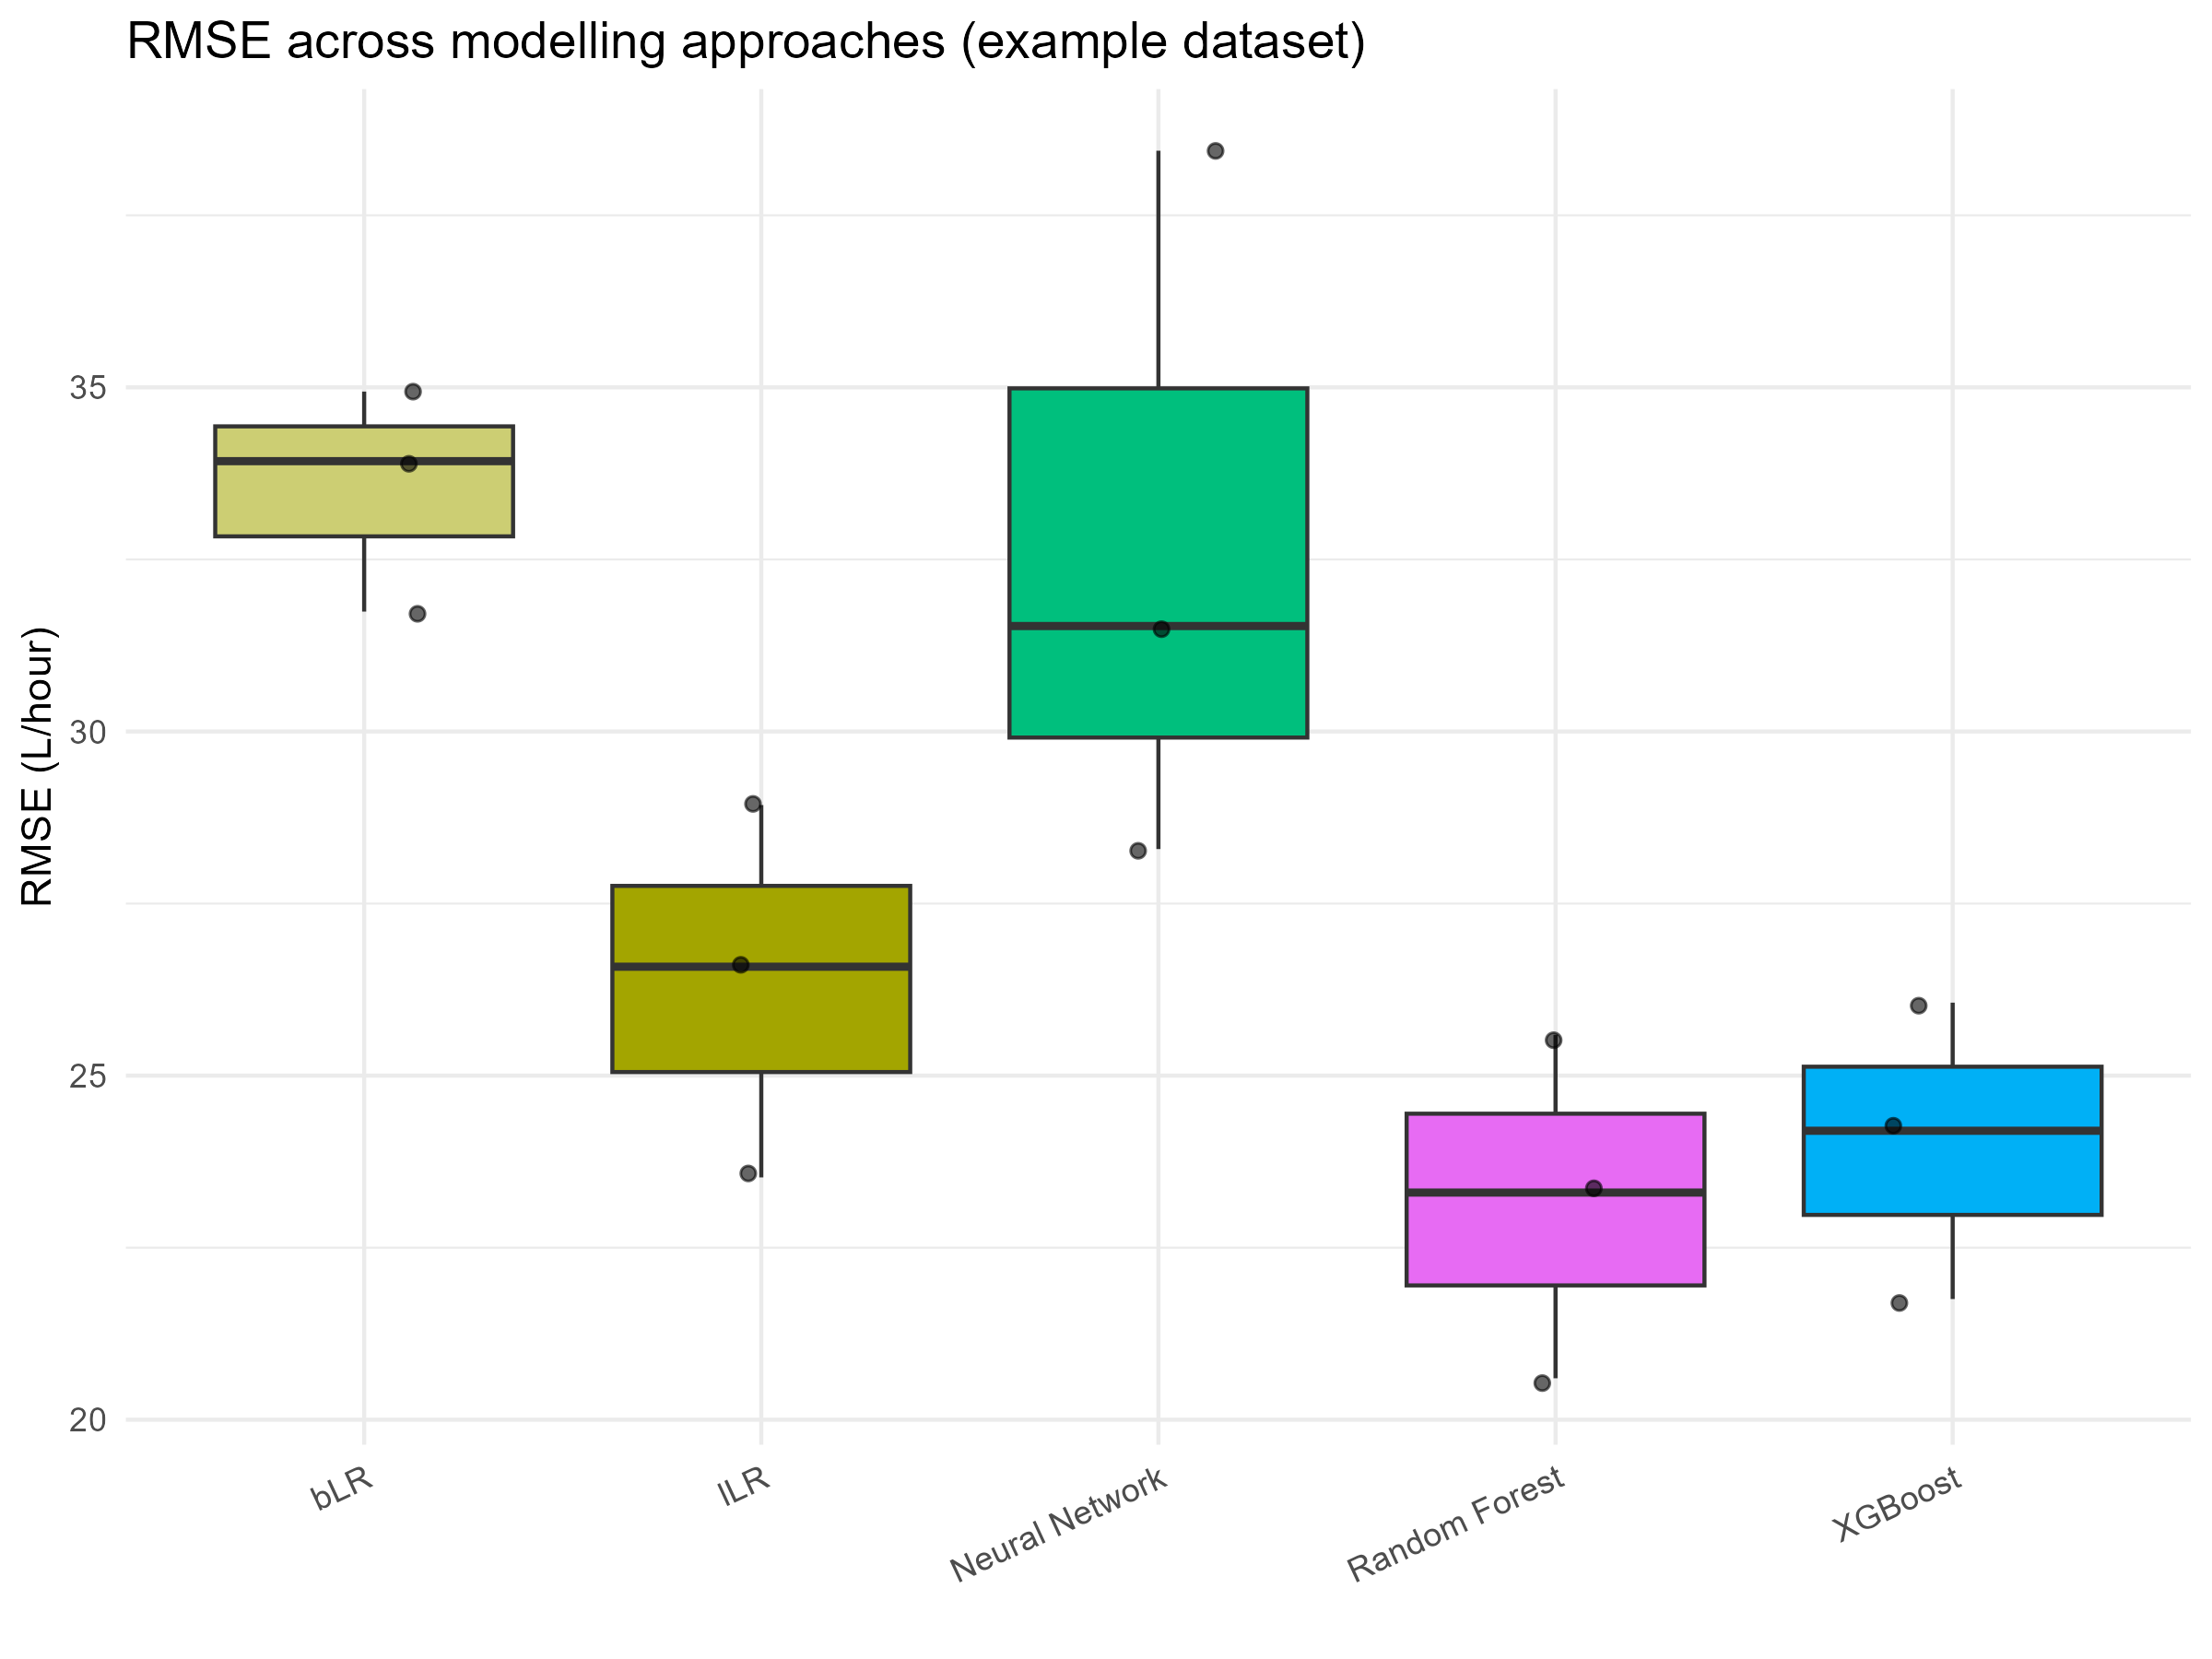 RMSE across modelling approaches (example dataset)
RMSE (L/hour)
35
30
25
20
bLR
lLR
Neural Network
Random Forest
XGBoost